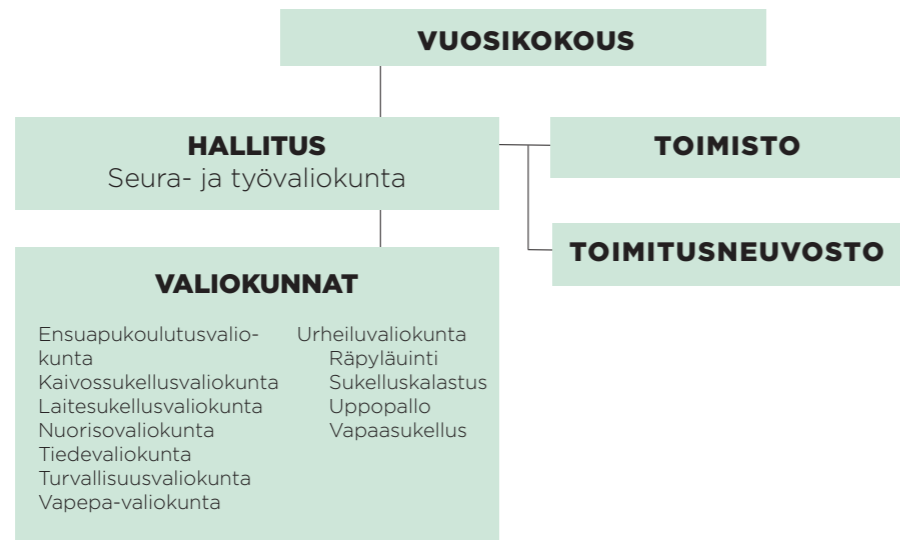 VUOSIKOKOUS
HALLITUS
Seura- ja työvaliokunta
TOIMISTO
TOIMITUSNEUVOSTO
VALIOKUNNAT
Ensuapukoulutusvalio-
kunta
Kaivossukellusvaliokunta
Laitesukellusvaliokunta
Nuorisovaliokunta
Tiedevaliokunta
Turvallisuusvaliokunta
Vapepa-valiokunta
Urheiluvaliokunta
Räpyläuinti
Sukelluskalastus
Uppopallo
Vapaasukellus